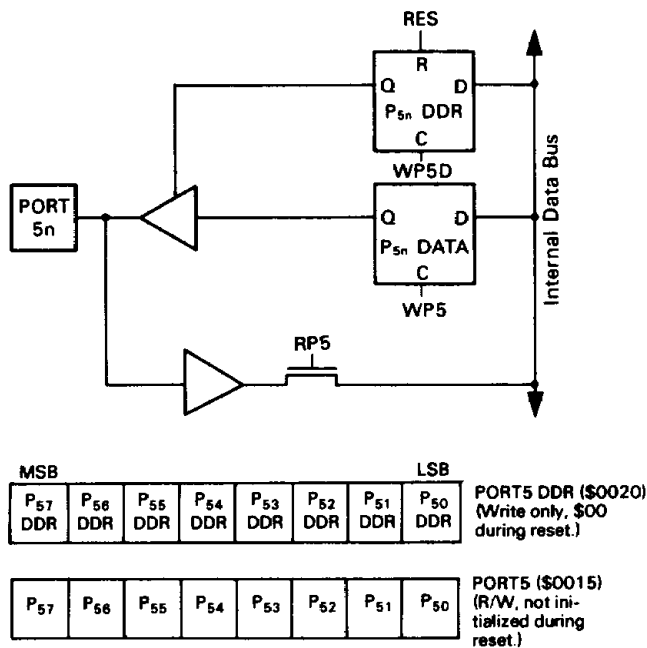 RES
R
Q D
P5n DDR
C
WP5D
PORT
5n
Q D
P5n DATA
C
WP5
Internal Data Bus
RP5
MSB LSB
P57 DDR P56 DDR P55 DDR P54 DDR P53 DDR P52 DDR P51 DDR P50 DDR
PORT5 DDR ($0020)
(Write only, $00
during reset.)
P57 P56 P55 P54 P53 P52 P51 P50
PORT5 ($0015)
(R/W, not ini-
tialized during
reset.)